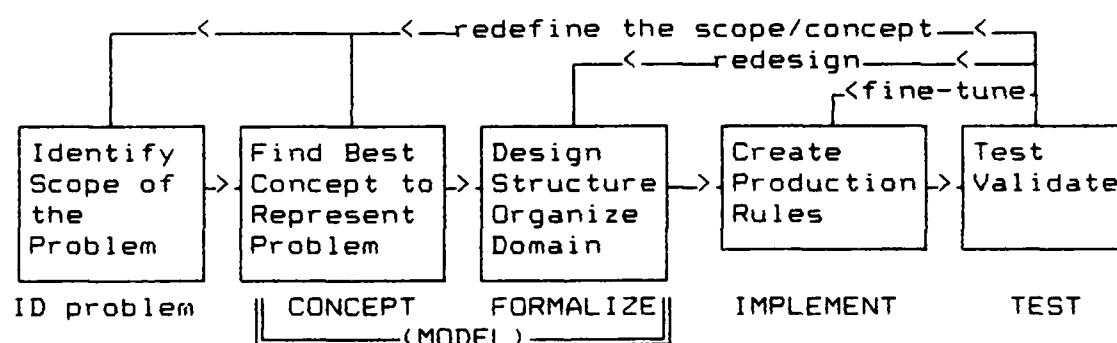 redefine the scope/concept
redesign
fine-tune
Identify
Scope of
the
Problem
Find Best
Concept to
Represent
Problem
Design
Structure
Organize
Domain
Create
Production
Rules
Test
Validate
ID problem
CONCEPT
FORMALIZE
IMPLEMENT
TEST
(MODEL)